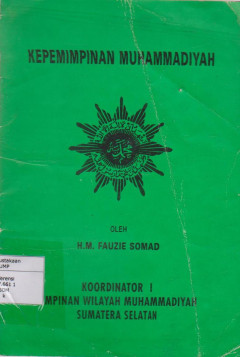 KEPEMIMPINAN MUHAMMADIYAH
OLEH
H.M. FAUZIE SOMAD
KOORDINATOR I
MPINAN WILAYAH MUHAMMADIYAH
SUMATERA SELATAN